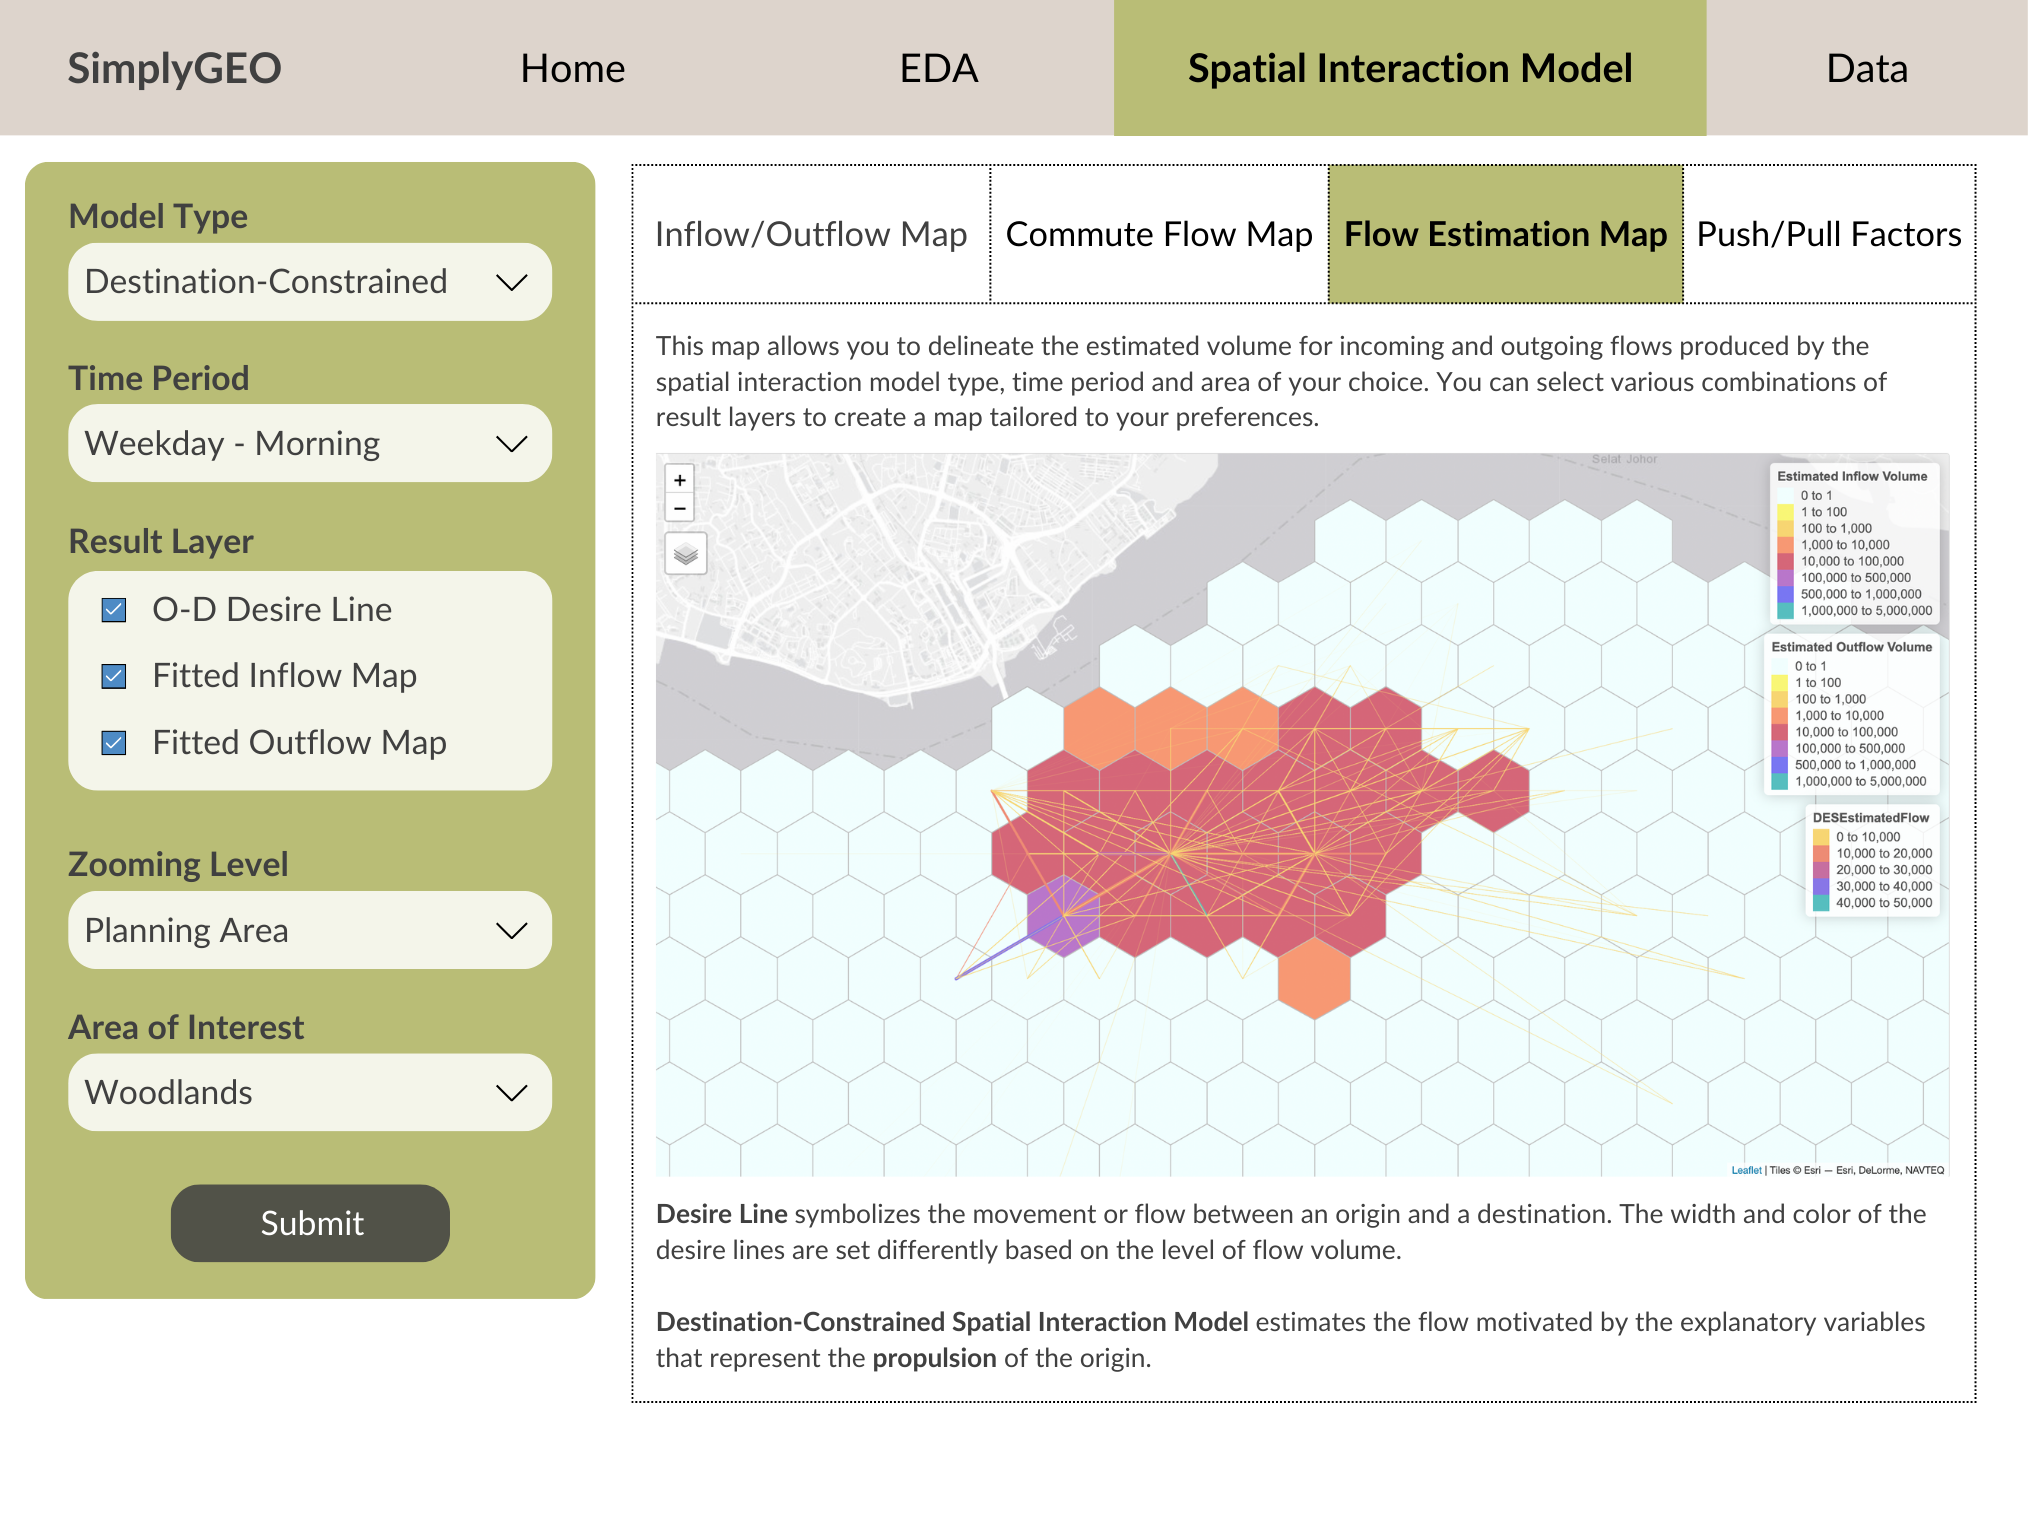 SimplyGEO
Home
EDA
Spatial Interaction Model
Data
Model Type
Destination-Constrained
Time Period
Weekday - Morning
Result Layer
O-D Desire Line
Fitted Inflow Map
Fitted Outflow Map
Zooming Level
Planning Area
Area of Interest
Woodlands
Submit
Inflow/Outflow Map
Commute Flow Map
Flow Estimation Map
Push/Pull Factors
This map allows you to delineate the estimated volume for incoming and outgoing flows produced by the
spatial interaction model type, time period and area of your choice. You can select various combinations of
result layers to create a map tailored to your preferences.
+
−
Selat Johor
Estimated Inflow Volume
0 to 1
1 to 100
100 to 1,000
1,000 to 10,000
10,000 to 100,000
100,000 to 500,000
500,000 to 1,000,000
1,000,000 to 5,000,000
Estimated Outflow Volume
0 to 1
1 to 100
100 to 1,000
1,000 to 10,000
10,000 to 100,000
100,000 to 500,000
500,000 to 1,000,000
1,000,000 to 5,000,000
DESEstimatedFlow
0 to 10,000
10,000 to 20,000
20,000 to 30,000
30,000 to 40,000
40,000 to 50,000
Leaflet | Tiles © Esri — Esri, DeLorme, NAVTEQ
Desire Line symbolizes the movement or flow between an origin and a destination. The width and color of the
desire lines are set differently based on the level of flow volume.
Destination-Constrained Spatial Interaction Model estimates the flow motivated by the explanatory variables
that represent the propulsion of the origin.